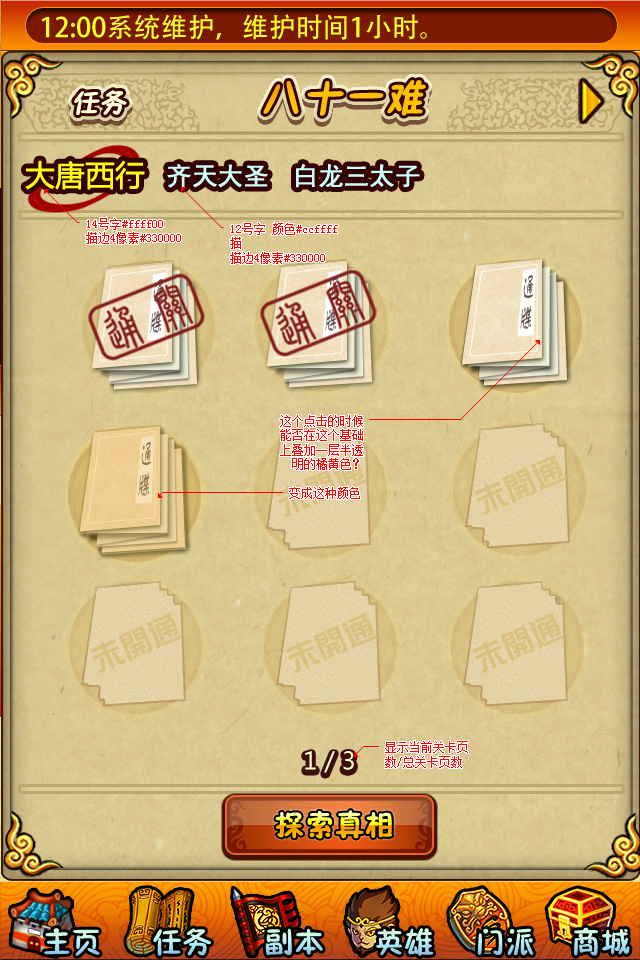 12:00系统维护，维护时间1小时。
任务
八十一难
大唐西行 齐天大圣 白龙三太子
14号字#ffff00
描边4像素#330000
12号字 颜色#ccffff
描
描边4像素#330000
通關
通關
通牒
这个点击的时候
能否在这个基础
上叠加一层半透
明的橘黄色?
通牒
变成这种颜色
未開通
未開通
未開通
未開通
未開通
1/3
显示当前关卡页
数/总关卡页数
探索真相
主页 任务 副本 英雄 门派 商城